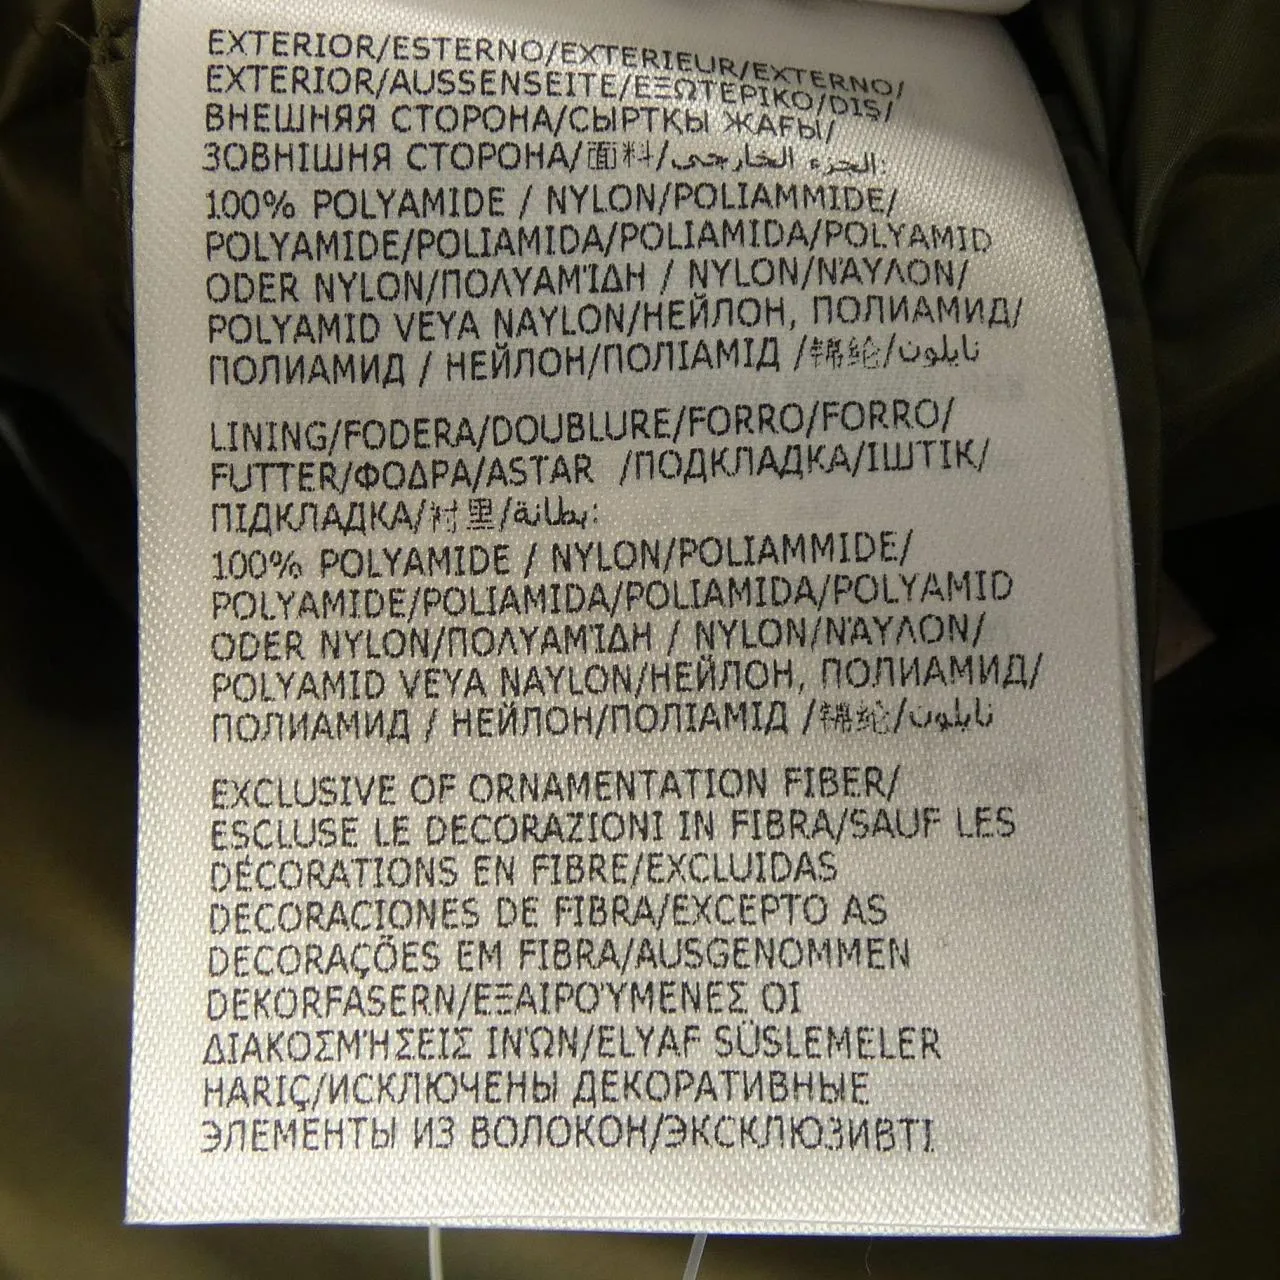 EXTERIOR/ESTERNO/EXTERIEUR/EXTERNO/
EXTERIOR/AUSSENSEITE/ΕΞΩΤΕΡΙΚΟ/DIŞ/
ВНЕШНЯЯ СТОРОНА/СЫРТҚЫ ЖАҒЫ/
ЗОВНІШНЯ СТОРОНА/面料/الجزء الخارجي:
100% POLYAMIDE / NYLON/POLIAMMIDE/
POLYAMIDE/POLIAMIDA/POLIAMIDA/POLYAMID
ODER NYLON/ΠΟΛΥΑΜΊΔΗ / NYLON/ΝΆΥΛΟΝ/
POLYAMID VEYA NAYLON/НЕЙЛОН, ПОЛИАМИД/
ПОЛИАМИД / НЕЙЛОН/ПОЛІАМІД /锦纶/نايلون
LINING/FODERA/DOUBLURE/FORRO/FORRO/
FUTTER/ΦΟΔΡΑ/ASTAR /ПОДКЛАДКА/ІШТІК/
ПІДКЛАДКА/衬里/بطانة:
100% POLYAMIDE / NYLON/POLIAMMIDE/
POLYAMIDE/POLIAMIDA/POLIAMIDA/POLYAMID
ODER NYLON/ΠΟΛΥΑΜΊΔΗ / NYLON/ΝΆΥΛΟΝ/
POLYAMID VEYA NAYLON/НЕЙЛОН, ПОЛИАМИД/
ПОЛИАМИД / НЕЙЛОН/ПОЛІАМІД /锦纶/نايلون
EXCLUSIVE OF ORNAMENTATION FIBER/
ESCLUSE LE DECORAZIONI IN FIBRA/SAUF LES
DÉCORATIONS EN FIBRE/EXCLUIDAS
DECORACIONES DE FIBRA/EXCEPTO AS
DECORAÇÕES EM FIBRA/AUSGENOMMEN
DEKORFASERN/ΕΞΑΙΡΟΎΜΕΝΕΣ ΟΙ
ΔΙΑΚΟΣΜΉΣΕΙΣ ΙΝΏΝ/ELYAF SÜSLEMELER
HARIÇ/ИСКЛЮЧЕНЫ ДЕКОРАТИВНЫЕ
ЭЛЕМЕНТЫ ИЗ ВОЛОКОН/ЭКСКЛЮЗИВТІ